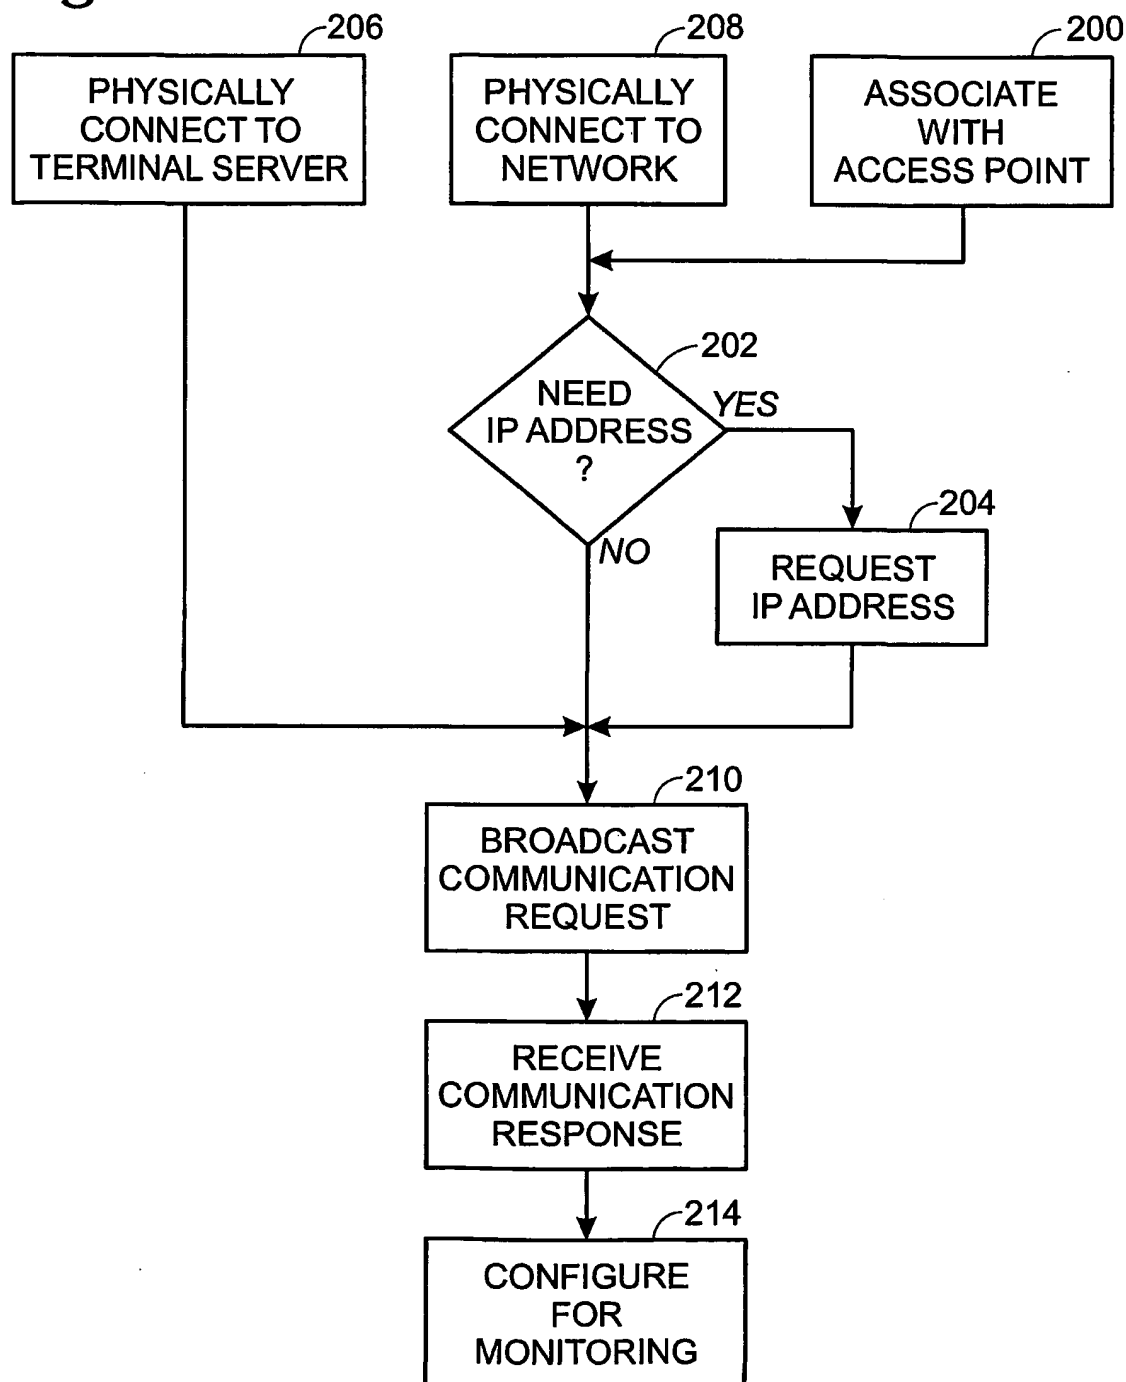 206
208
200
PHYSICALLY
CONNECT TO
TERMINAL SERVER
PHYSICALLY
CONNECT TO
NETWORK
ASSOCIATE
WITH
ACCESS POINT
202
NEED
IP ADDRESS
?
YES
NO
204
REQUEST
IP ADDRESS
210
BROADCAST
COMMUNICATION
REQUEST
212
RECEIVE
COMMUNICATION
RESPONSE
214
CONFIGURE
FOR
MONITORING